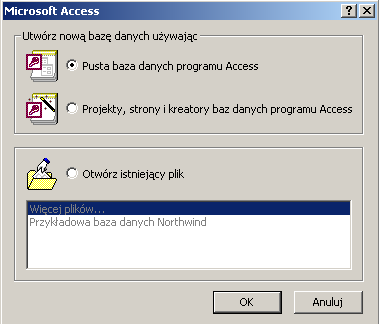 Microsoft Access
Utwórz nową bazę danych używając
Pusta baza danych programu Access
Projekty, strony i kreatory baz danych programu Access
Otwórz istniejący plik
Więcej plików...
Przykładowa baza danych Northwind
OK
Anuluj